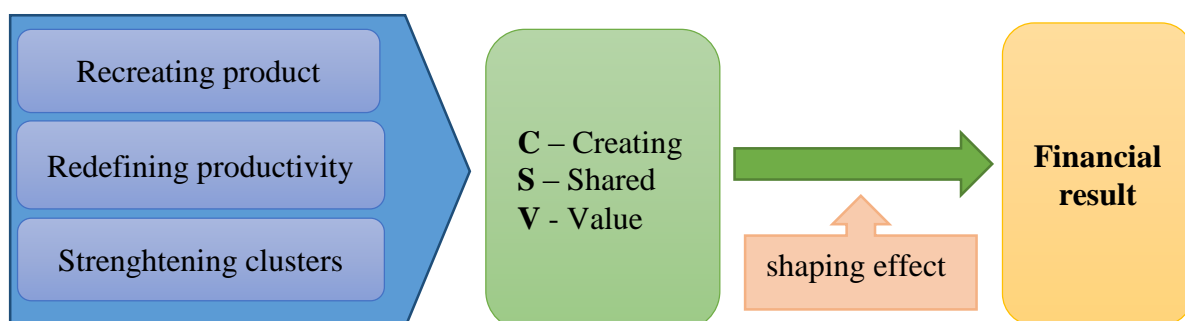 Recreating product
Redefining productivity
Strenghtening clusters
C – Creating
S – Shared
V - Value
shaping effect
Financial
result